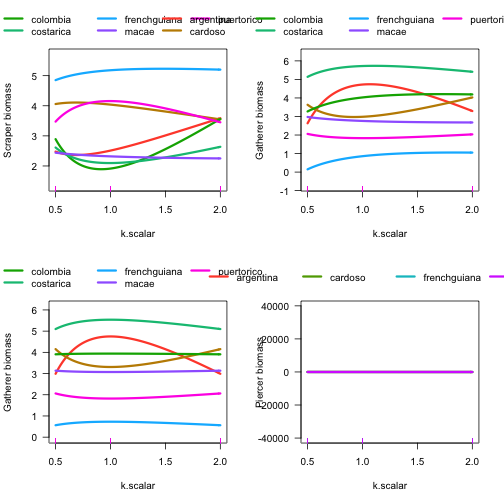 colombia frenchguiana argentina puertorico colombia frenchguiana puertori
costarica macae cardoso costarica macae
Scraper biomass
5
4
3
2
0.5 1.0 1.5 2.0
k.scalar
Gatherer biomass
6
5
4
3
2
1
0
-1
0.5 1.0 1.5 2.0
k.scalar
colombia frenchguiana puertorico
costarica macae
argentina cardoso frenchguiana
Gatherer biomass
6
5
4
3
2
1
0
0.5 1.0 1.5 2.0
k.scalar
Piercer biomass
40000
20000
0
-20000
-40000
0.5 1.0 1.5 2.0
k.scalar